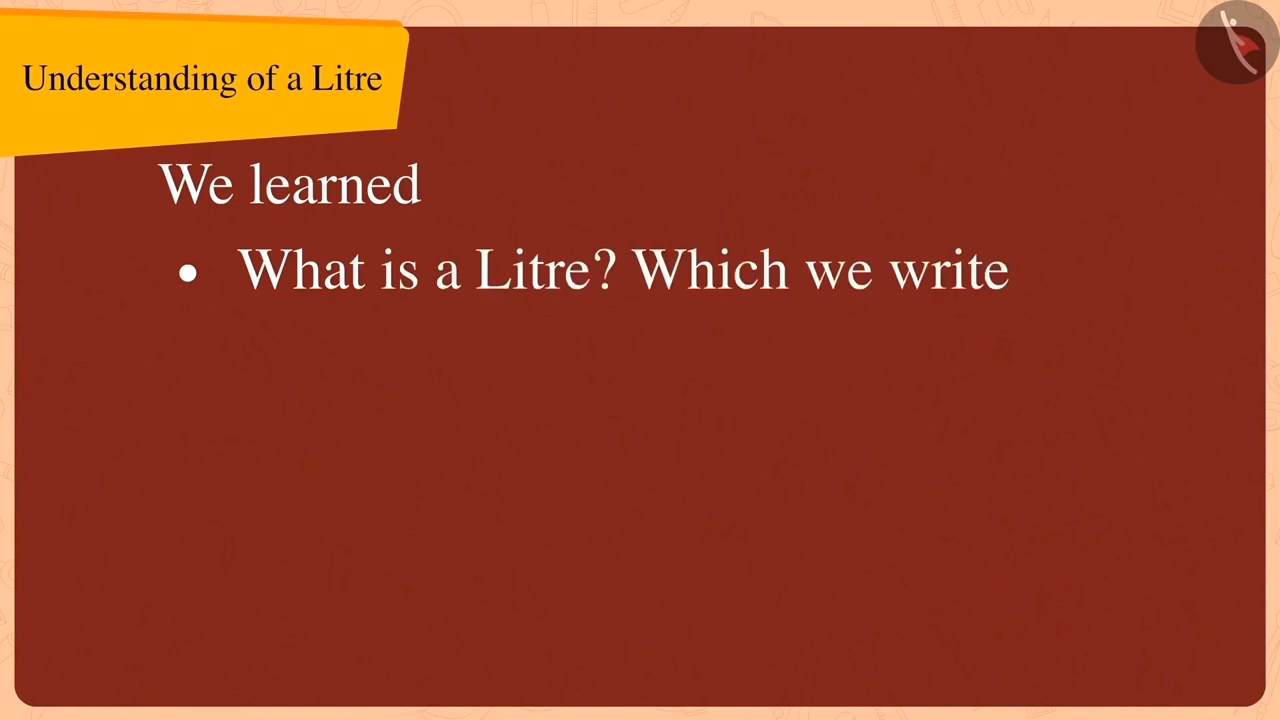 Understanding of a Litre
We learned
• What is a Litre? Which we write